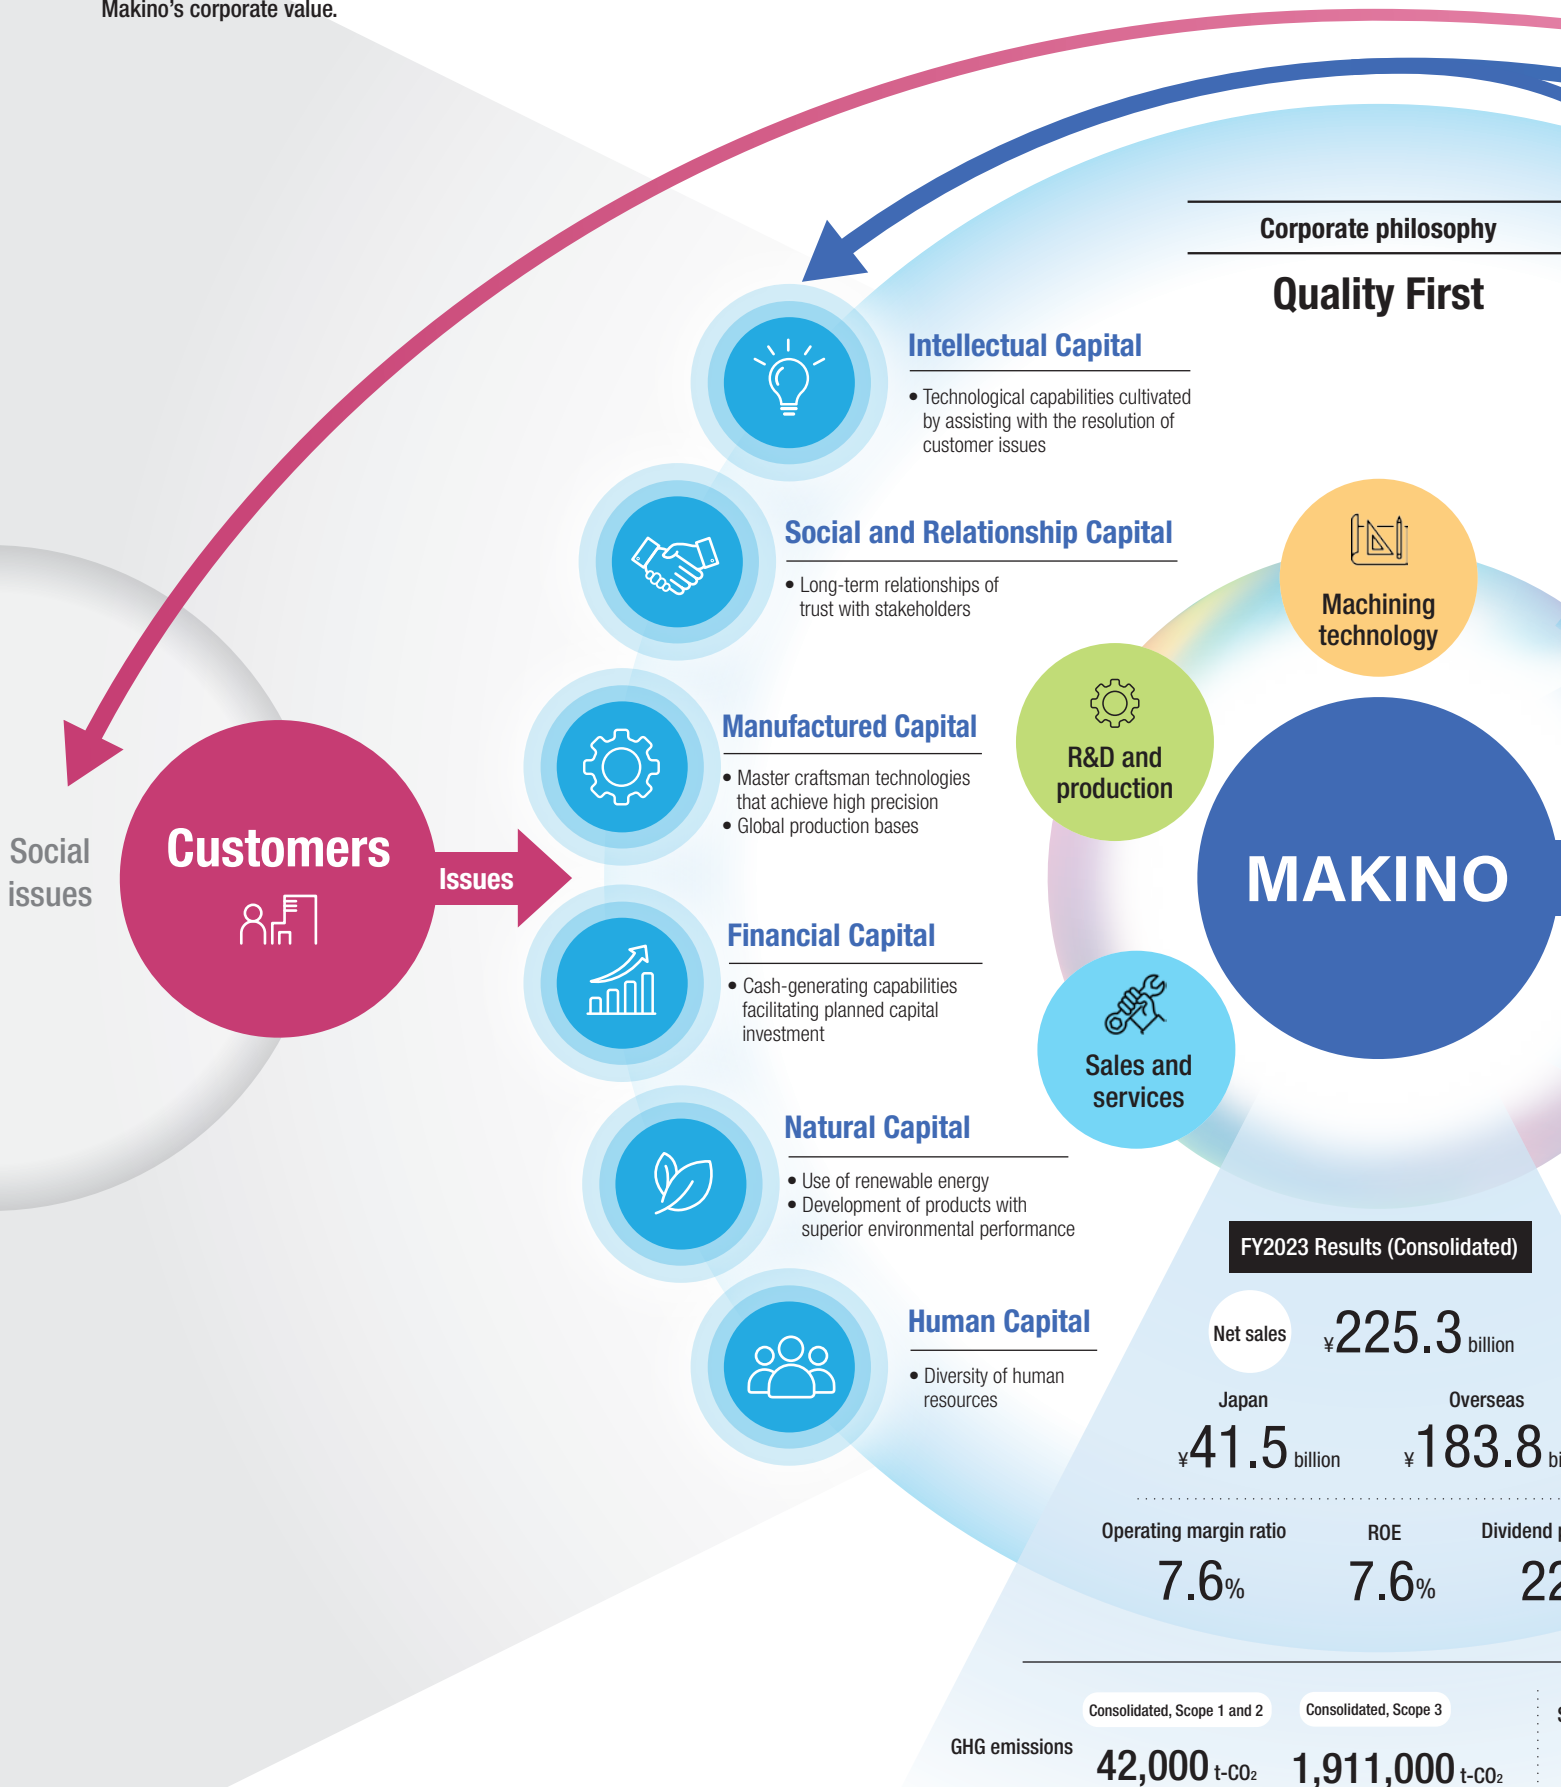 Makino's corporate value.
Corporate philosophy
Quality First
Intellectual Capital
• Technological capabilities cultivated
by assisting with the resolution of
customer issues
Social and Relationship Capital
• Long-term relationships of
trust with stakeholders
Manufactured Capital
• Master craftsman technologies
that achieve high precision
• Global production bases
Financial Capital
• Cash-generating capabilities
facilitating planned capital
investment
Natural Capital
• Use of renewable energy
• Development of products with
superior environmental performance
Human Capital
• Diversity of human
resources
Social
issues
Customers
Issues
Machining
technology
R&D and
production
MAKINO
Sales and
services
FY2023 Results (Consolidated)
Net sales ¥225.3 billion
Japan Overseas
¥41.5 billion ¥183.8
Operating margin ratio ROE Dividend
7.6% 7.6% 22
Consolidated, Scope 1 and 2 Consolidated, Scope 3
GHG emissions 42,000 t-CO₂ 1,911,000 t-CO₂